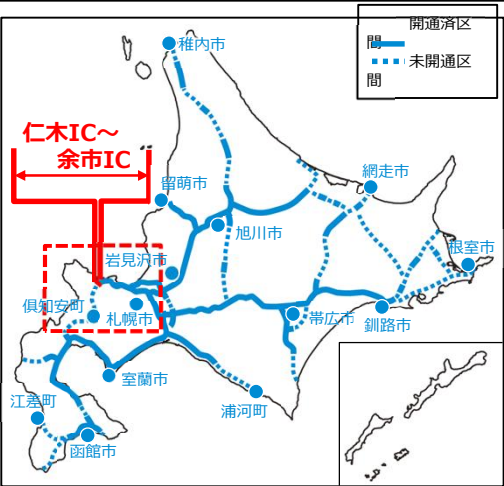 開通済区
間
未開通区
間
稚内市
仁木IC～
余市IC
網走市
留萌市
旭川市
根室市
岩見沢市
倶知安町
札幌市
帯広市
釧路市
室蘭市
江差町
浦河町
函館市